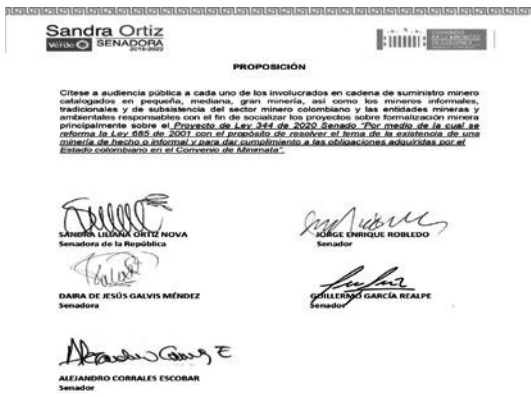 Sandra Ortiz
Verde SENADORA
2018-2022
PROPOSICIÓN
Cítese a audiencia pública a cada uno de los involucrados en cadena de suministro minero
catalogados en pequeña, mediana, gran minería, así como los mineros informales,
tradicionales y de subsistencia del sector minero colombiano y las entidades mineras y
ambientales responsables con el fin de socializar los proyectos sobre formalización minera
principalmente sobre el Proyecto de Ley 344 de 2020 Senado "Por medio de la cual se
reforma la Ley 685 de 2001 con el propósito de resolver el tema de la existencia de una
minería de hecho o informal y para dar cumplimiento a las obligaciones adquiridas por el
Estado colombiano en el Convenio de Minimata".
SANDRA LILIANA ORTIZ NOVA
Senadora de la República
JORGE ENRIQUE ROBLEDO
Senador
DAIRA DE JESÚS GALVIS MÉNDEZ
Senadora
GUILLERMO GARCÍA REALPE
Senador
ALEJANDRO CORRALES ESCOBAR
Senador